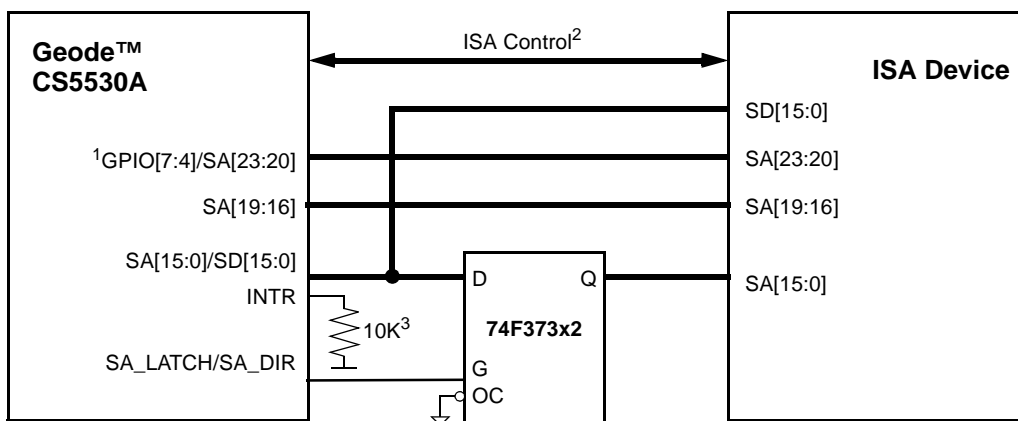 Geode™
CS5530A
ISA Control²
ISA Device
SD[15:0]
¹GPIO[7:4]/SA[23:20]
SA[23:20]
SA[19:16]
SA[19:16]
SA[15:0]/SD[15:0]
D
Q
SA[15:0]
INTR
10K³
74F373x2
SA_LATCH/SA_DIR
G
OC